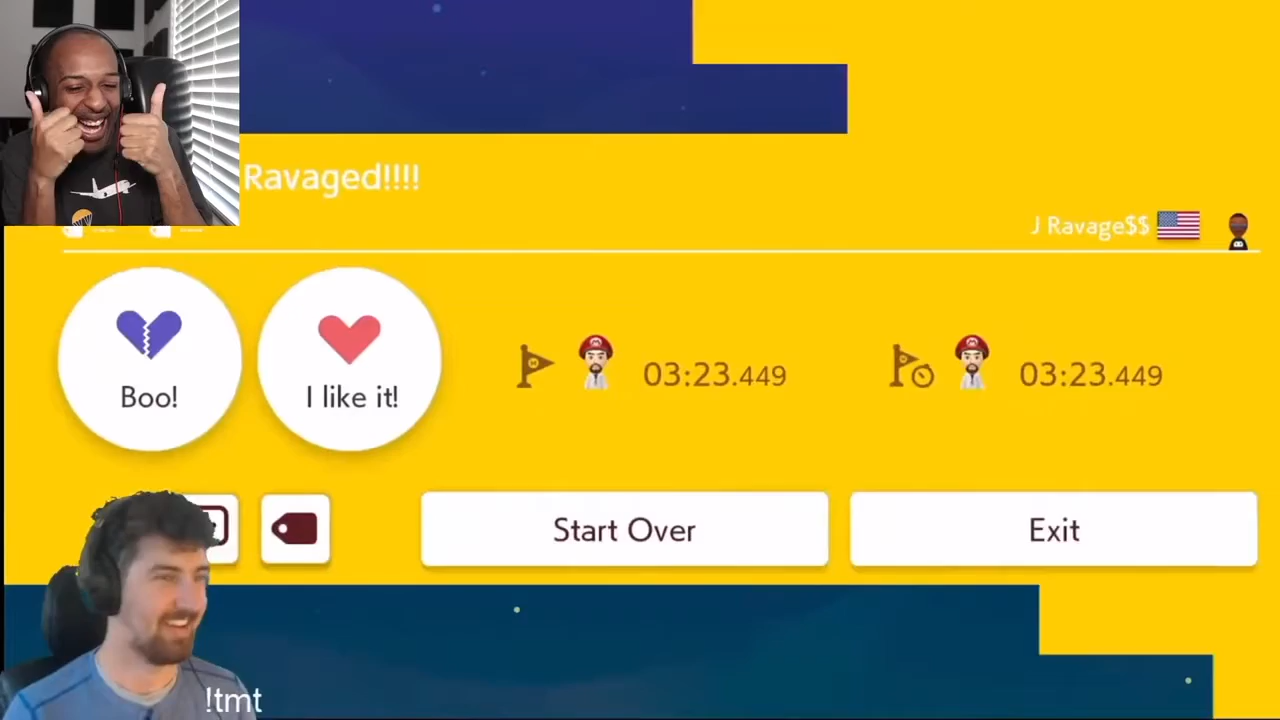 Ravaged!!!!
J Ravage$$
Boo!
I like it!
03:23.449
03:23.449
Start Over
Exit
!tmt